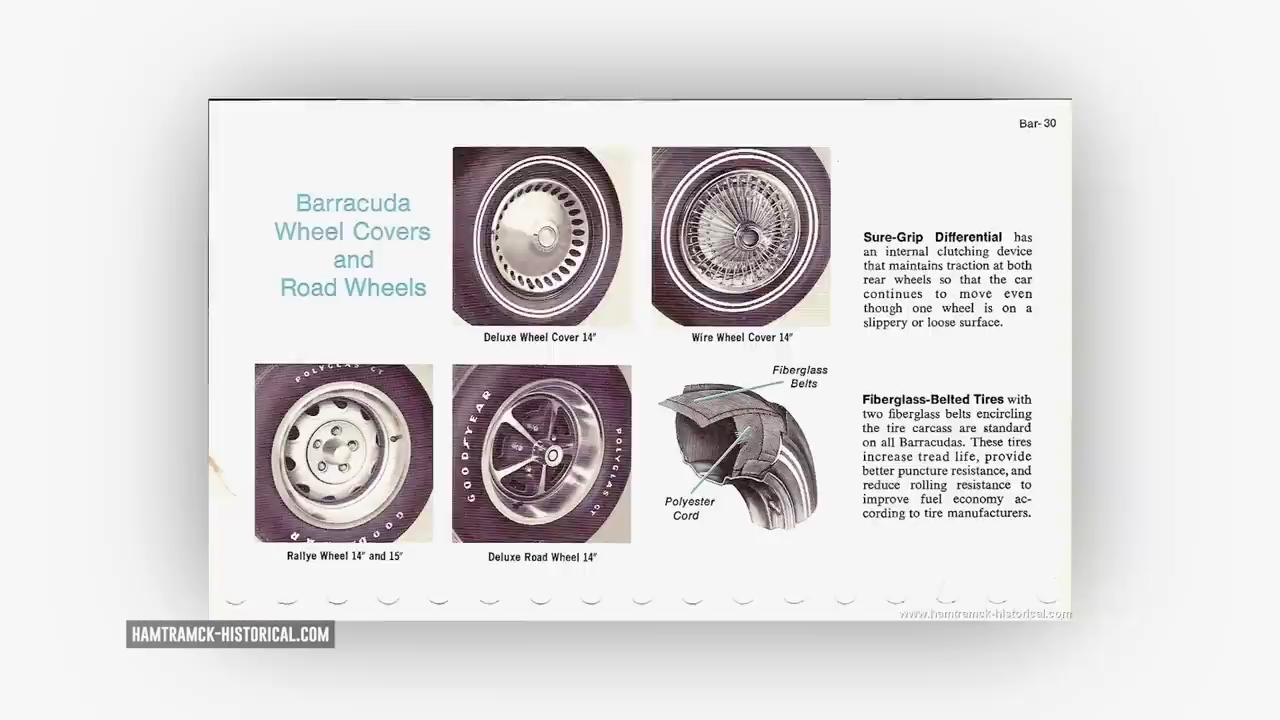 Bar-30
Barracuda
Wheel Covers
and
Road Wheels
Deluxe Wheel Cover 14"
Wire Wheel Cover 14"
Sure-Grip Differential has
an internal clutching device
that maintains traction at both
rear wheels so that the car
continues to move even
though one wheel is on a
slippery or loose surface.
POLYGLAS GT
GOODYEAR
Rallye Wheel 14" and 15"
GOODYEAR
POLYGLAS GT
Deluxe Road Wheel 14"
Fiberglass
Belts
Polyester
Cord
Fiberglass-Belted Tires with
two fiberglass belts encircling
the tire carcass are standard
on all Barracudas. These tires
increase tread life, provide
better puncture resistance, and
reduce rolling resistance to
improve fuel economy ac-
cording to tire manufacturers.
www.hamtramck-historical.com
HAMTRAMCK-HISTORICAL.COM